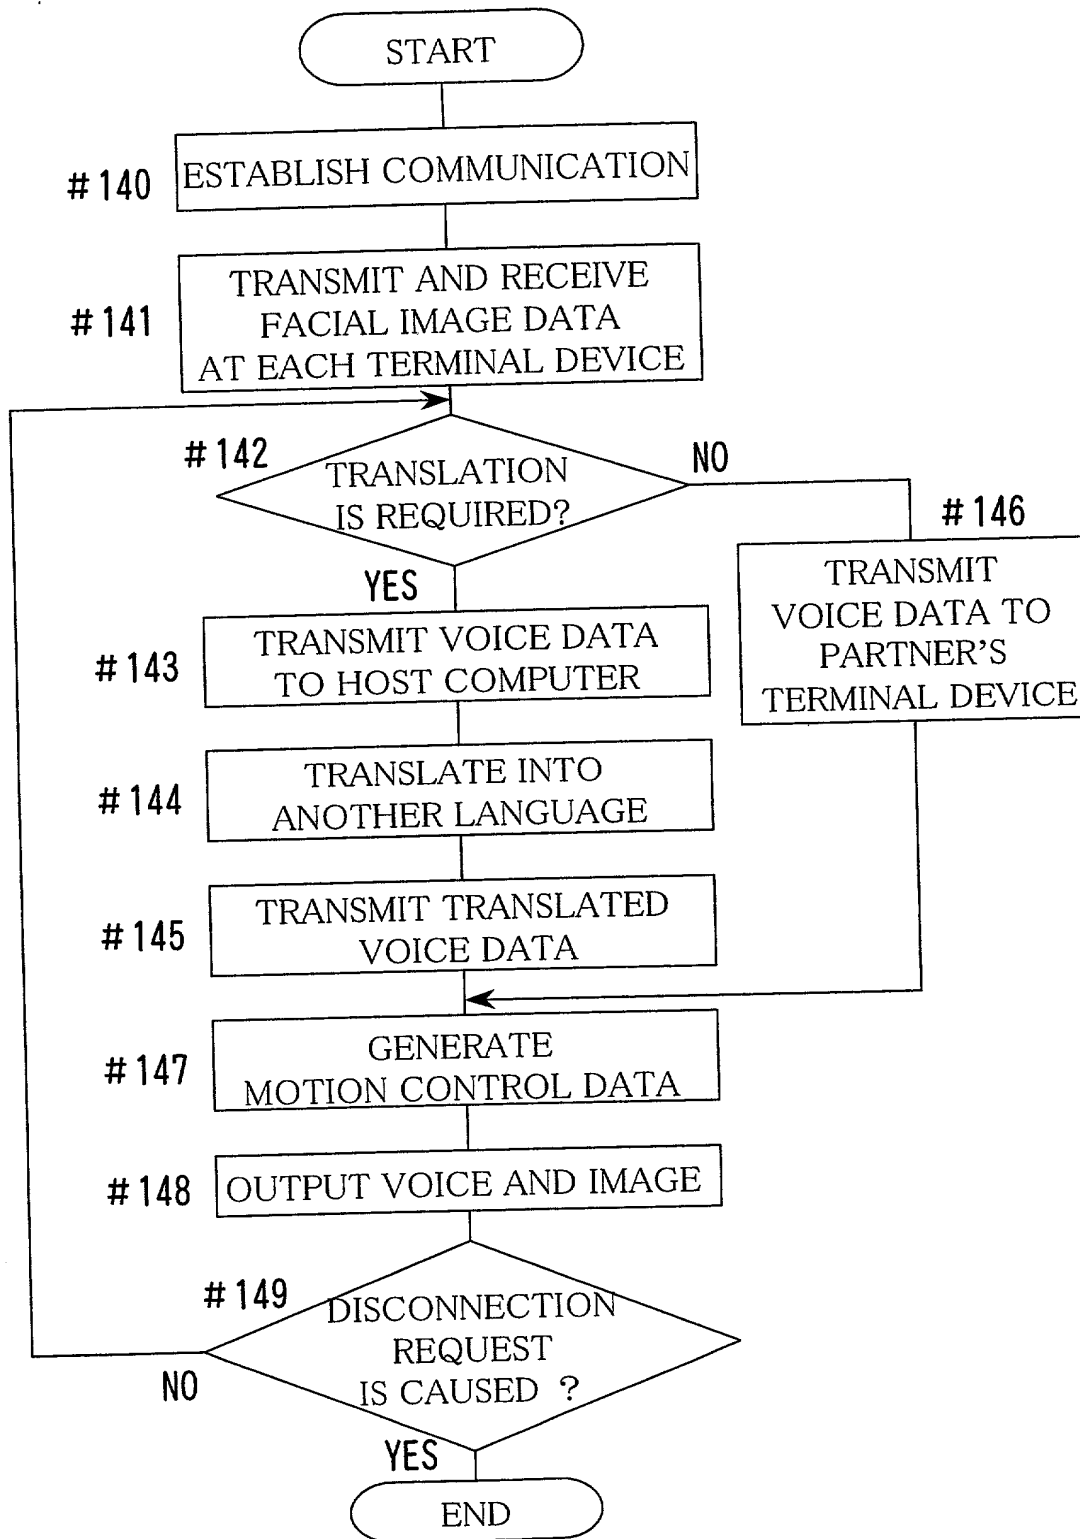 START
#140
ESTABLISH COMMUNICATION
#141
TRANSMIT AND RECEIVE
FACIAL IMAGE DATA
AT EACH TERMINAL DEVICE
#142
TRANSLATION
IS REQUIRED?
NO
YES
#146
TRANSMIT
VOICE DATA TO
PARTNER'S
TERMINAL DEVICE
#143
TRANSMIT VOICE DATA
TO HOST COMPUTER
#144
TRANSLATE INTO
ANOTHER LANGUAGE
#145
TRANSMIT TRANSLATED
VOICE DATA
#147
GENERATE
MOTION CONTROL DATA
#148
OUTPUT VOICE AND IMAGE
#149
DISCONNECTION
REQUEST
IS CAUSED ?
NO
YES
END